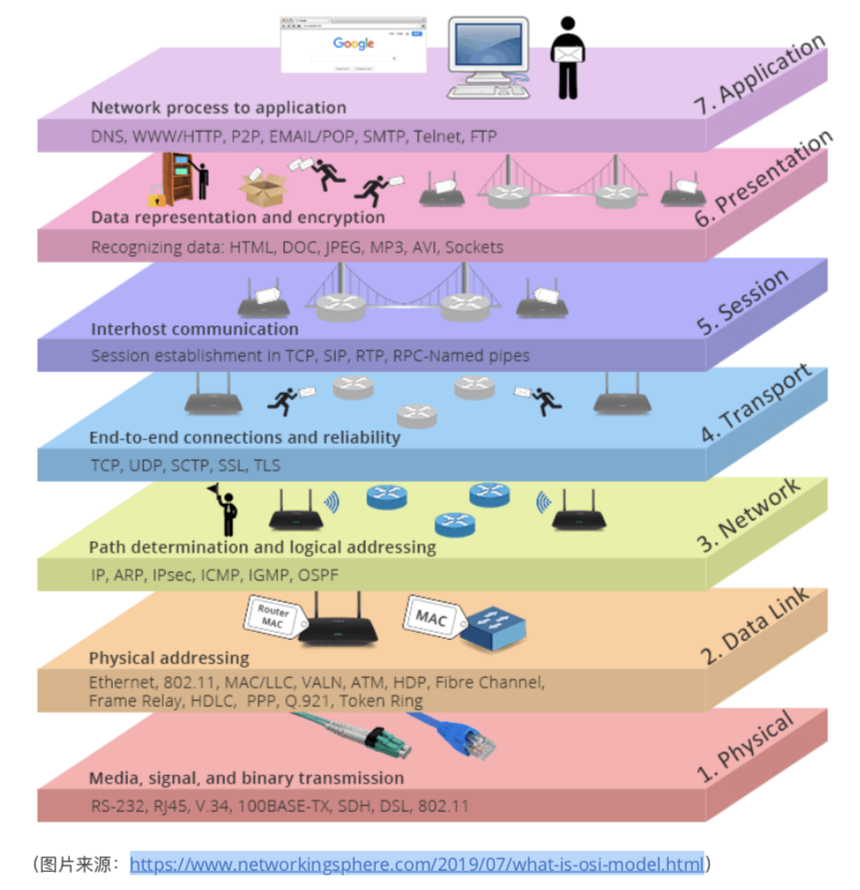 Google
7. Application
Network process to application
DNS, WWW/HTTP, P2P, EMAIL/POP, SMTP, Telnet, FTP
6. Presentation
Data representation and encryption
Recognizing data: HTML, DOC, JPEG, MP3, AVI, Sockets
5. Session
Interhost communication
Session establishment in TCP, SIP, RTP, RPC-Named pipes
4. Transport
End-to-end connections and reliability
TCP, UDP, SCTP, SSL, TLS
3. Network
Path determination and logical addressing
IP, ARP, IPsec, ICMP, IGMP, OSPF
Router
MAC
MAC
2. Data Link
Physical addressing
Ethernet, 802.11, MAC/LLC, VALN, ATM, HDP, Fibre Channel,
Frame Relay, HDLC, PPP, Q.921, Token Ring
1. Physical
Media, signal, and binary transmission
RS-232, RJ45, V.34, 100BASE-TX, SDH, DSL, 802.11
(图片来源：https://www.networkingsphere.com/2019/07/what-is-osi-model.html)